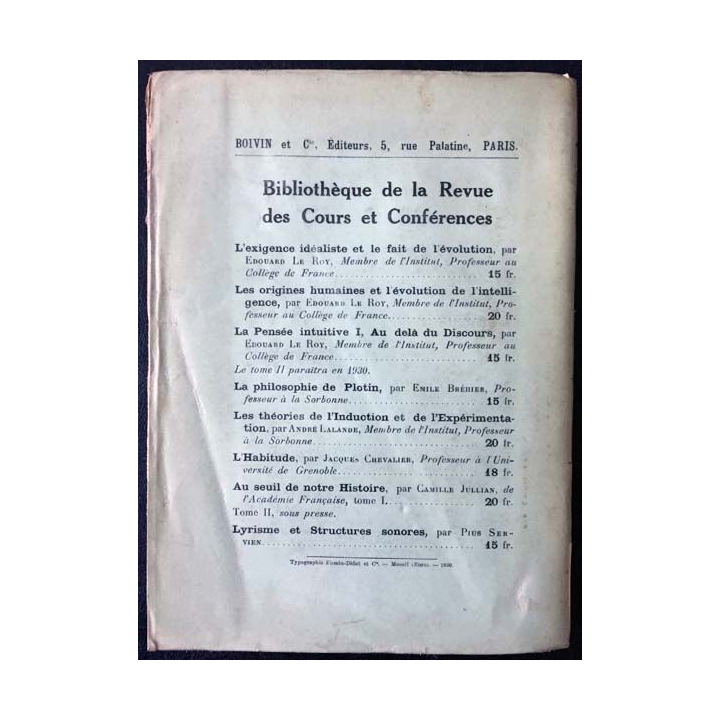 BOIVIN et Cie, Éditeurs, 5, rue Palatine, PARIS.
Bibliothèque de la Revue
des Cours et Conférences
L'exigence idéaliste et le fait de l'évolution, par
EDOUARD LE ROY, Membre de l'Institut, Professeur au
Collège de France........................ 15 fr.
Les origines humaines et l'évolution de l'intelli-
gence, par EDOUARD LE ROY, Membre de l'Institut, Pro-
fesseur au Collège de France................ 20 fr.
La Pensée intuitive I, Au delà du Discours, par
EDOUARD LE ROY, Membre de l'Institut, Professeur au
Collège de France........................ 15 fr.
Le tome II paraîtra en 1930.
La philosophie de Plotin, par EMILE BRÉHIER, Pro-
fesseur à la Sorbonne...................... 15 fr.
Les théories de l'Induction et de l'Expérimenta-
tion, par ANDRÉ LALANDE, Membre de l'Institut, Professeur
à la Sorbonne........................... 20 fr.
L'Habitude, par JACQUES CHEVALIER, Professeur à l'Uni-
versité de Grenoble........................ 18 fr.
Au seuil de notre Histoire, par CAMILLE JULLIAN, de
l'Académie Française, tome I................ 20 fr.
Tome II, sous presse.
Lyrisme et Structures sonores, par PIUS SER-
VIEN.................................. 15 fr.
Typographie Firmin-Didot et Cie. — Mesnil (Eure). — 1930.